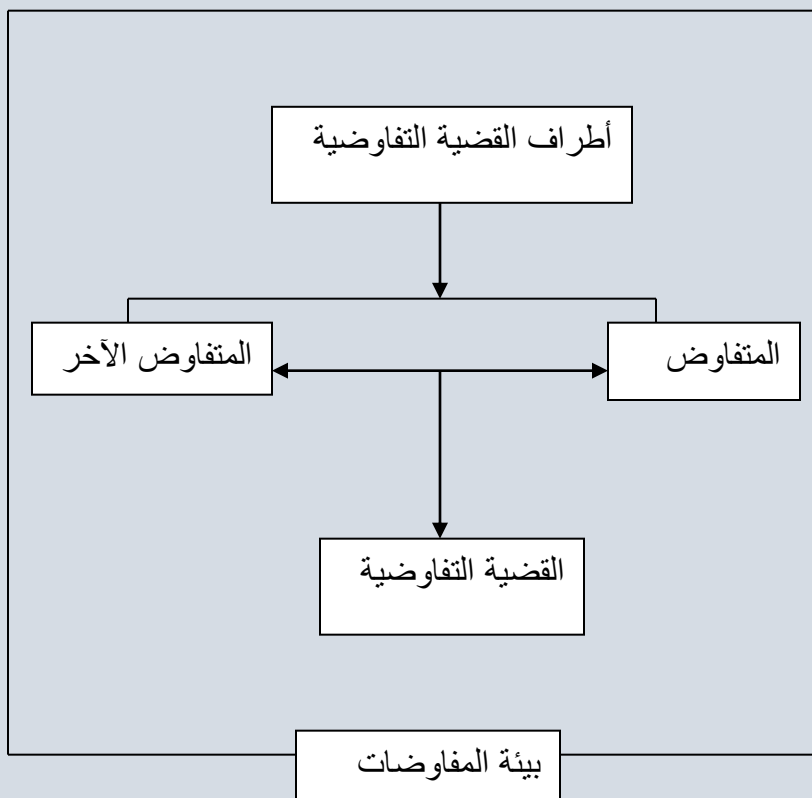 أطراف القضية التفاوضية
المتفاوض
المتفاوض الآخر
القضية التفاوضية
بيئة المفاوضات